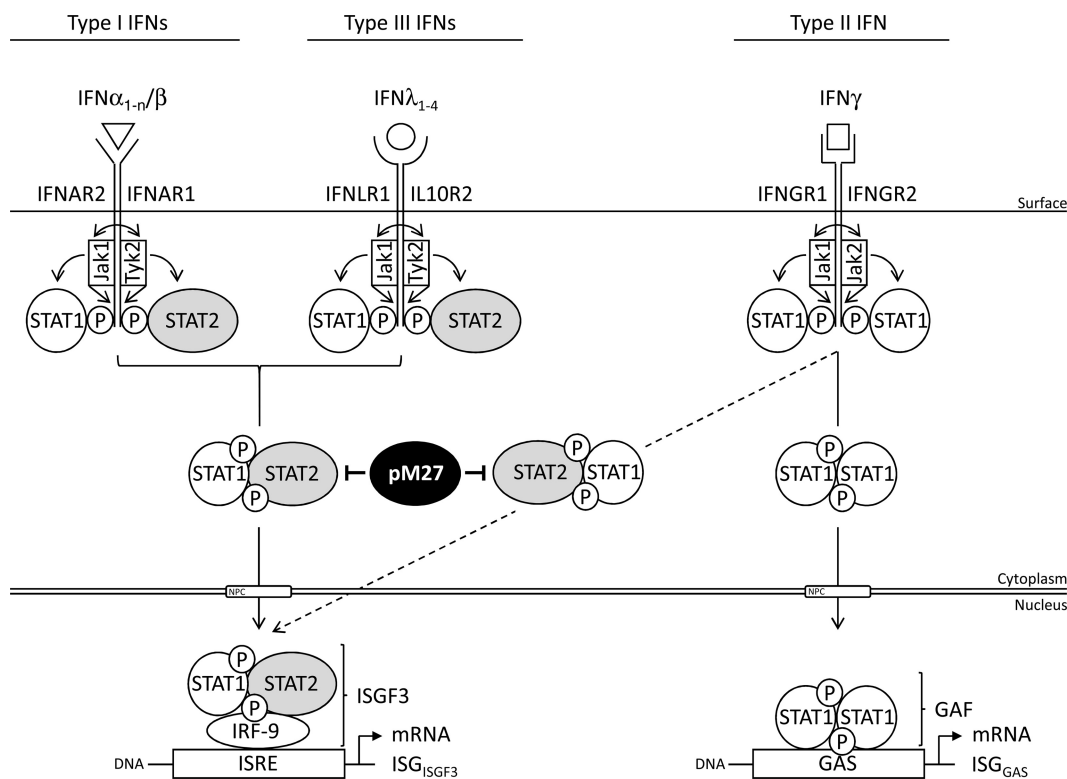 Type I IFNs
Type III IFNs
Type II IFN
IFNα1-n/β
IFNλ1-4
IFNγ
IFNAR2 IFNAR1
IFNLR1 IL10R2
IFNGR1 IFNGR2
Surface
Jak1 Tyk2
Jak1 Tyk2
Jak1 Jak2
STAT1 P P STAT2
STAT1 P P STAT2
STAT1 P P STAT1
P
STAT1 STAT2
P
pM27
P
STAT2 STAT1
P
P
STAT1 STAT1
P
Cytoplasm
NPC
NPC
Nucleus
P
STAT1 STAT2
P
IRF-9
ISGF3
mRNA
DNA ISRE ISGISGF3
P
STAT1 STAT1
P
GAF
mRNA
DNA GAS ISGGAS